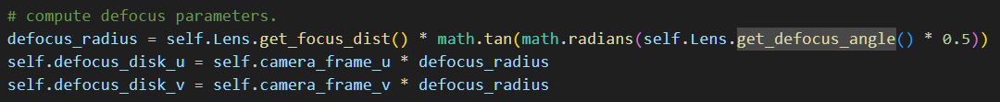 # compute defocus parameters.
defocus_radius = self.Lens.get_focus_dist() * math.tan(math.radians(self.Lens.get_defocus_angle() * 0.5))
self.defocus_disk_u = self.camera_frame_u * defocus_radius
self.defocus_disk_v = self.camera_frame_v * defocus_radius